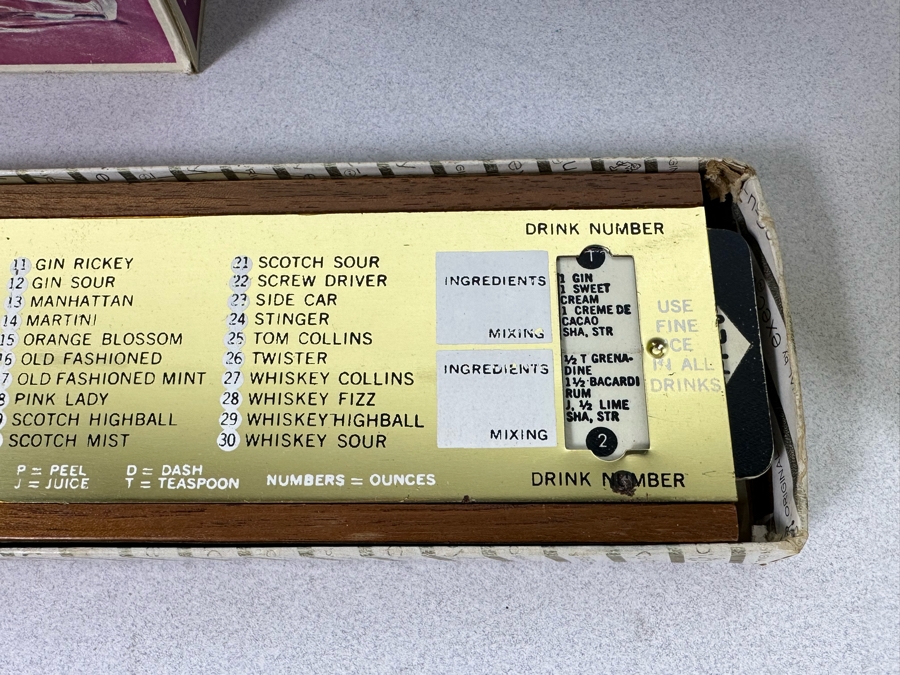 DRINK NUMBER
11 GIN RICKEY
12 GIN SOUR
13 MANHATTAN
14 MARTINI
15 ORANGE BLOSSOM
16 OLD FASHIONED
7 OLD FASHIONED MINT
8 PINK LADY
SCOTCH HIGHBALL
SCOTCH MIST
21 SCOTCH SOUR
22 SCREW DRIVER
23 SIDE CAR
24 STINGER
25 TOM COLLINS
26 TWISTER
27 WHISKEY COLLINS
28 WHISKEY FIZZ
29 WHISKEY HIGHBALL
30 WHISKEY SOUR
INGREDIENTS
MIXING
INGREDIENTS
MIXING
1
1 GIN
1 SWEET
CREAM
1 CREME DE
CACAO
SHA, STR
½ T GRENA-
DINE
1½ BACARDI
RUM
J, ½ LIME
SHA, STR
2
USE
FINE
ICE
IN ALL
DRINKS
P = PEEL
J = JUICE
D = DASH
T = TEASPOON
NUMBERS = OUNCES
DRINK NUMBER